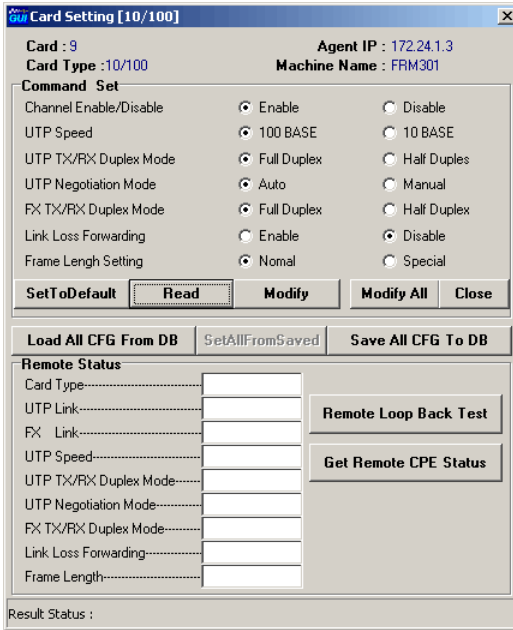 GUI Card Setting [10/100]
Card : 9 Agent IP : 172.24.1.3
Card Type :10/100 Machine Name : FRM301
Command Set
Channel Enable/Disable Enable Disable
UTP Speed 100 BASE 10 BASE
UTP TX/RX Duplex Mode Full Duplex Half Duples
UTP Negotiation Mode Auto Manual
FX TX/RX Duplex Mode Full Duplex Half Duplex
Link Loss Forwarding Enable Disable
Frame Lengh Setting Nomal Special
SetToDefault Read Modify Modify All Close
Load All CFG From DB SetAllFromSaved Save All CFG To DB
Remote Status
Card Type
UTP Link
FX Link
UTP Speed
UTP TX/RX Duplex Mode
UTP Negotiation Mode
FX TX/RX Duplex Mode
Link Loss Forwarding
Frame Length
Remote Loop Back Test
Get Remote CPE Status
Result Status :